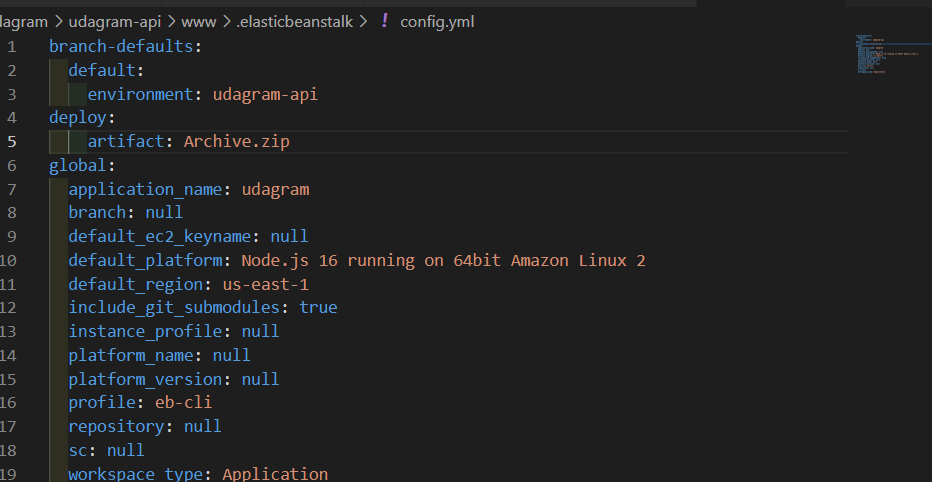 lagram > udagram-api > www > .elasticbeanstalk > ! config.yml
1 branch-defaults:
2   default:
3     environment: udagram-api
4 deploy:
5     artifact: Archive.zip
6 global:
7   application_name: udagram
8   branch: null
9   default_ec2_keyname: null
10   default_platform: Node.js 16 running on 64bit Amazon Linux 2
11   default_region: us-east-1
12   include_git_submodules: true
13   instance_profile: null
14   platform_name: null
15   platform_version: null
16   profile: eb-cli
17   repository: null
18   sc: null
19   workspace_type: Application